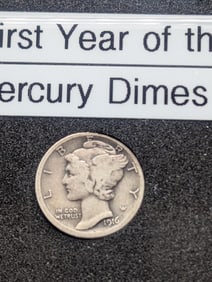 irst Year of th
ercury Dimes
LIBERTY
IN GOD
WE TRUST
1916